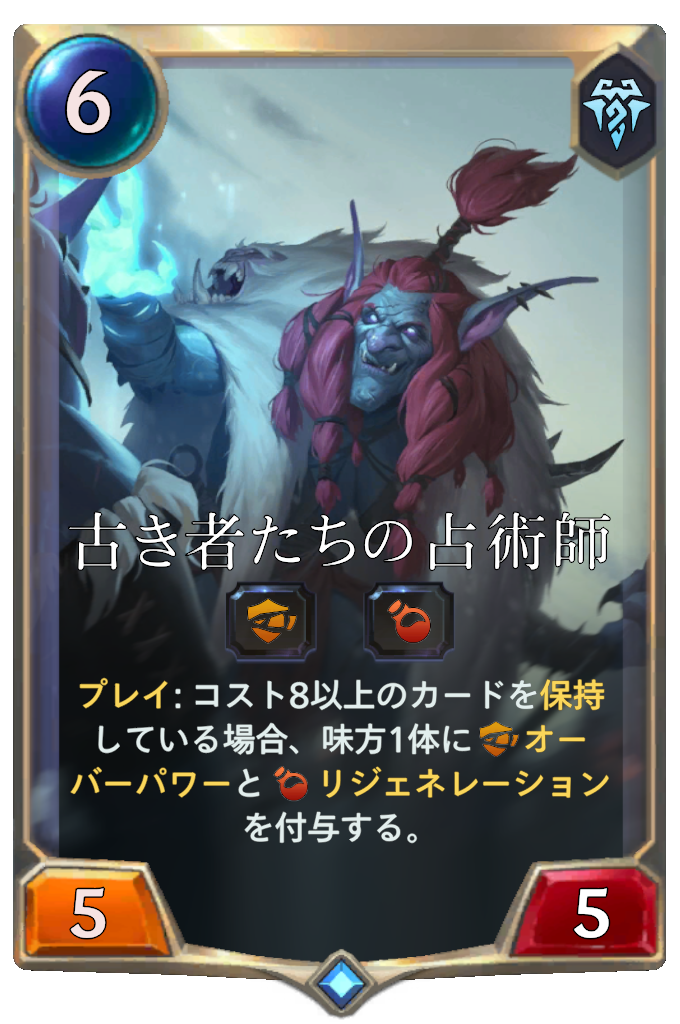 6
古き者たちの占術師
プレイ: コスト8以上のカードを保持
している場合、味方1体にオー
バーパワーとリジェネレーション
を付与する。
5
5